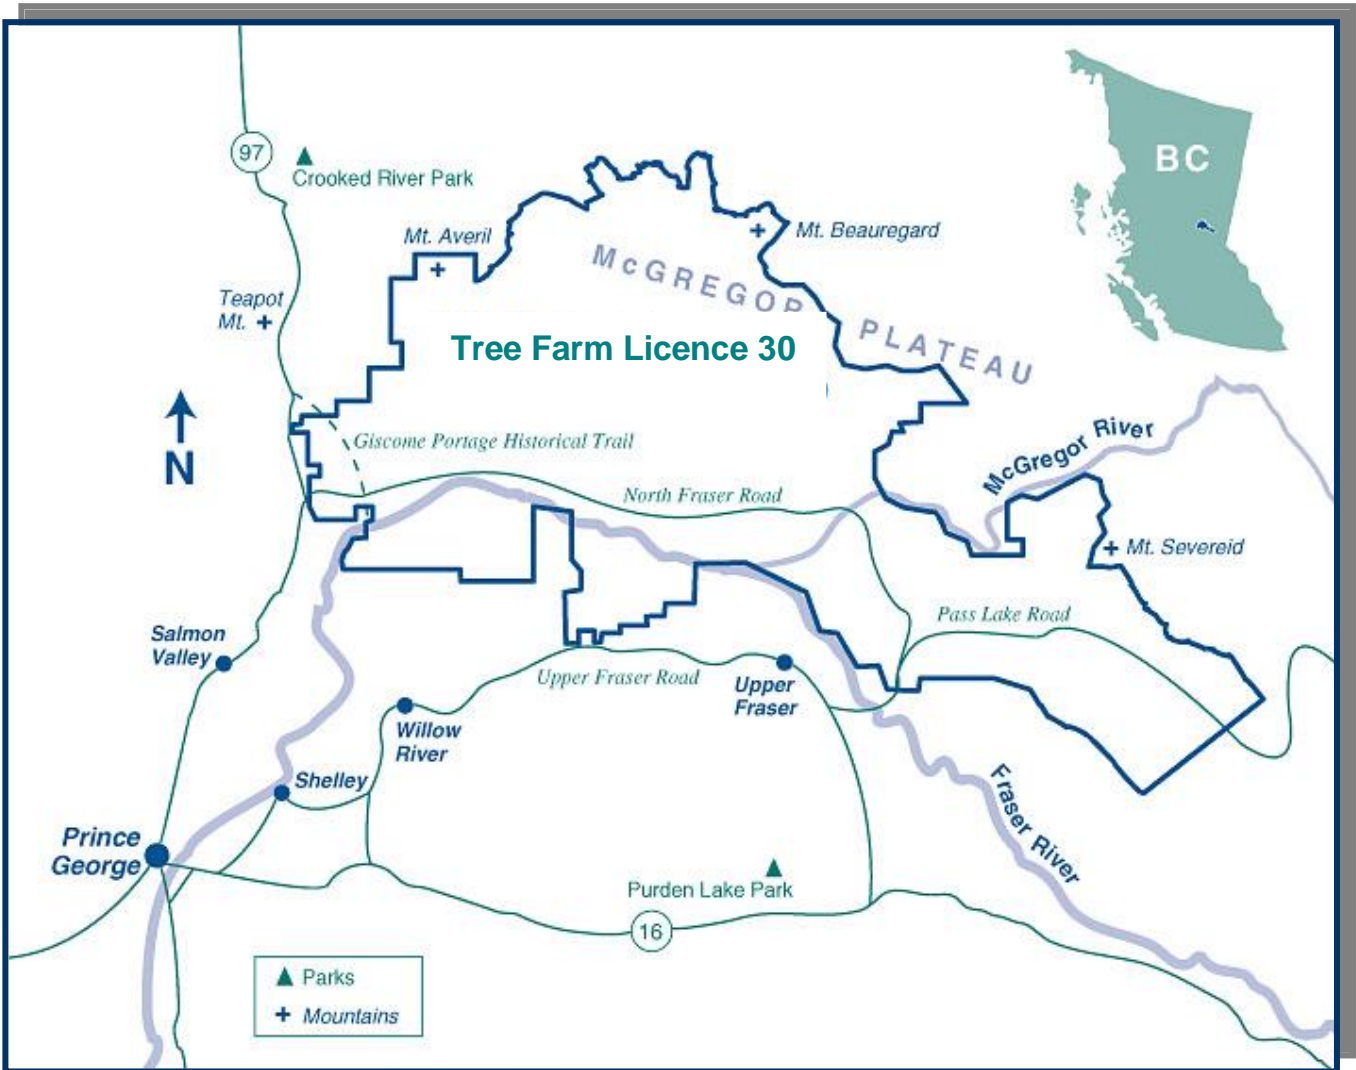 BC
97
Crooked River Park
Mt. Averil
Mt. Beauregard
McGREGOR PLATEAU
Teapot
Mt.
Tree Farm Licence 30
N
Giscome Portage Historical Trail
McGregor River
North Fraser Road
Mt. Severeid
Pass Lake Road
Salmon
Valley
Upper Fraser Road
Upper
Fraser
Willow
River
Shelley
Fraser River
Prince
George
Purden Lake Park
16
Parks
Mountains